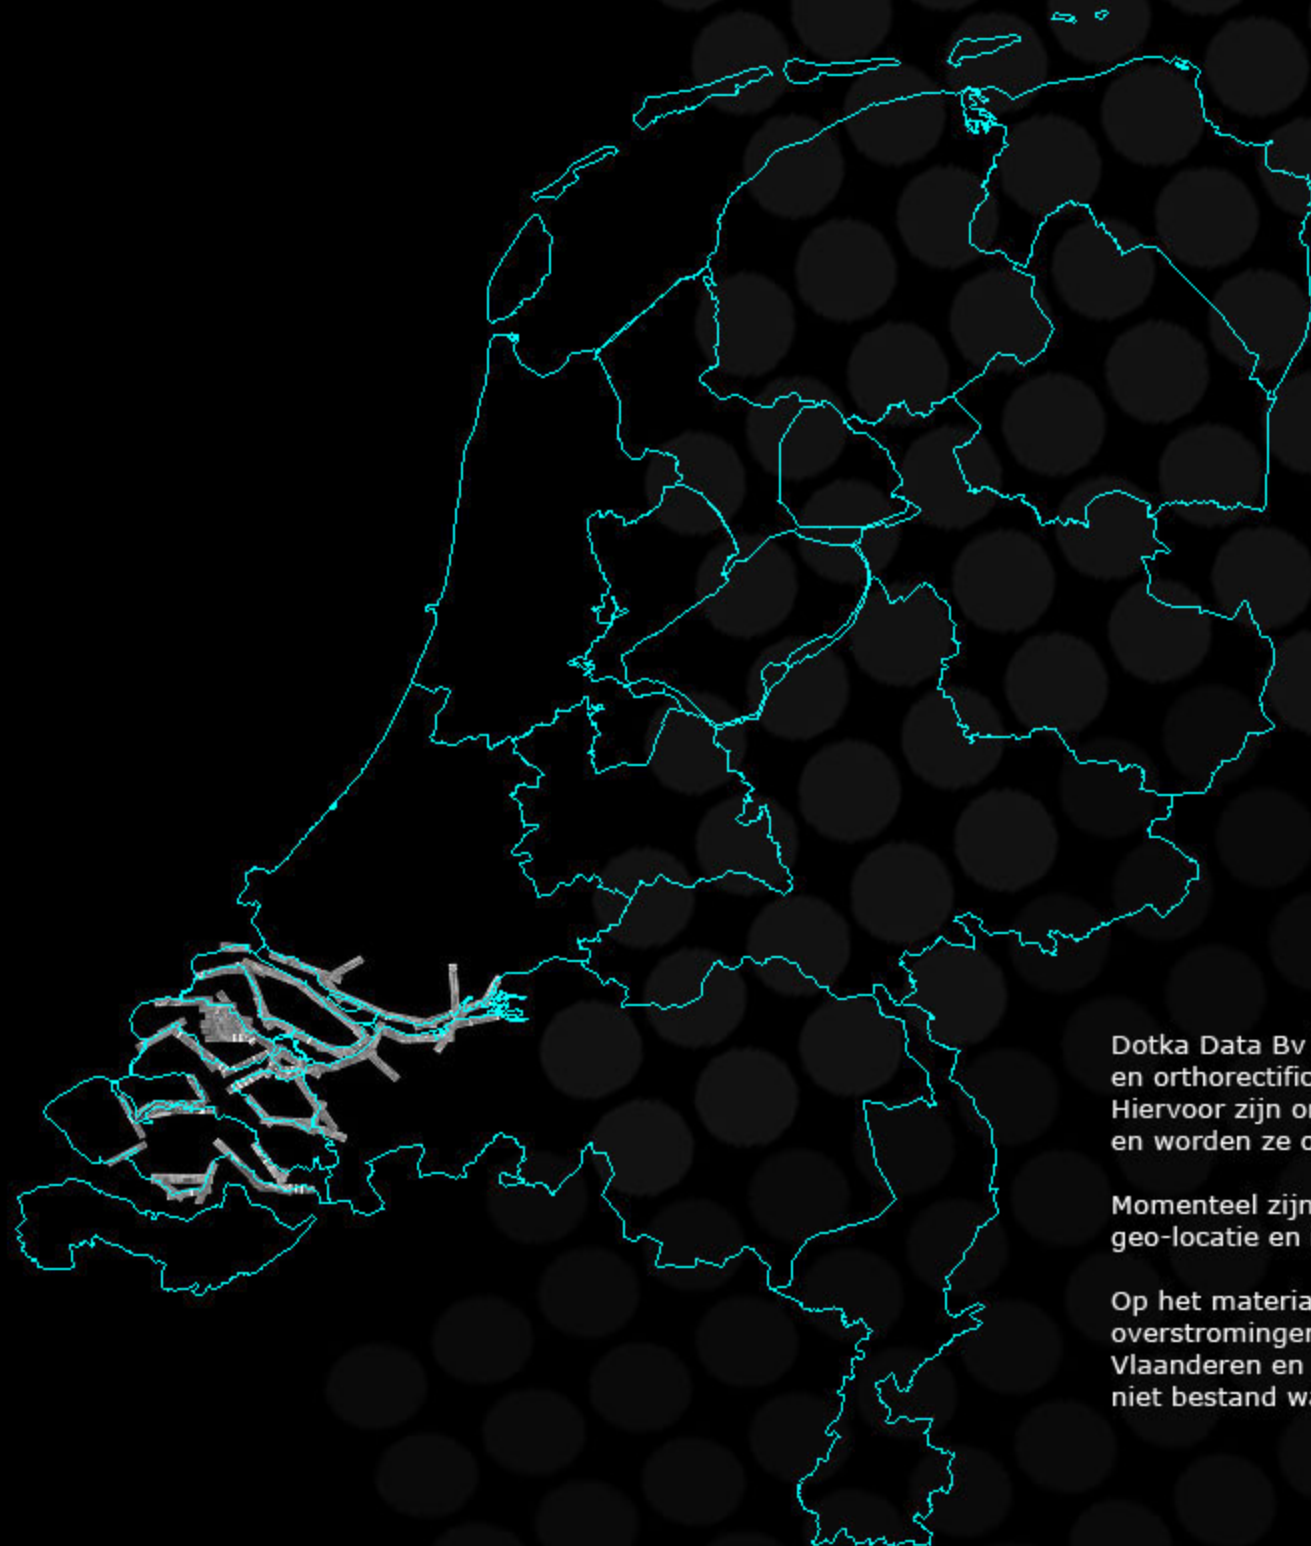 Dotka Data Bv
en orthorectific
Hiervoor zijn
en worden ze
Momenteel zijn
geo-locatie en
Op het materia
overstrominger
Vlaanderen en
niet bestand